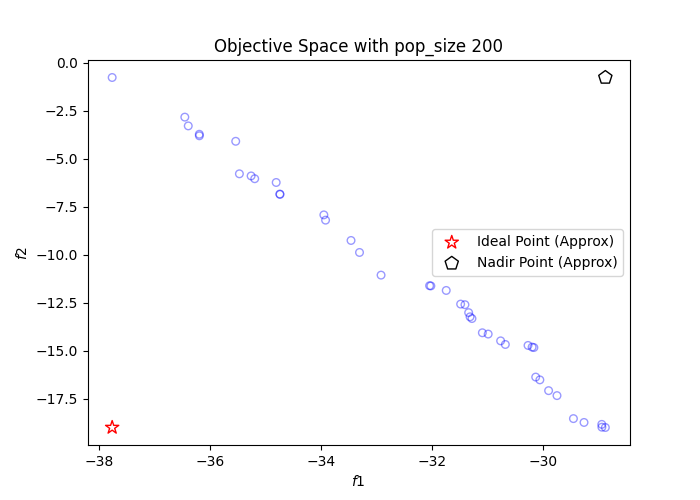 Objective Space with pop_size 200
0.0
−2.5
−5.0
−7.5
−10.0
−12.5
−15.0
−17.5
f2
Ideal Point (Approx)
Nadir Point (Approx)
−38
−36
−34
−32
−30
f1